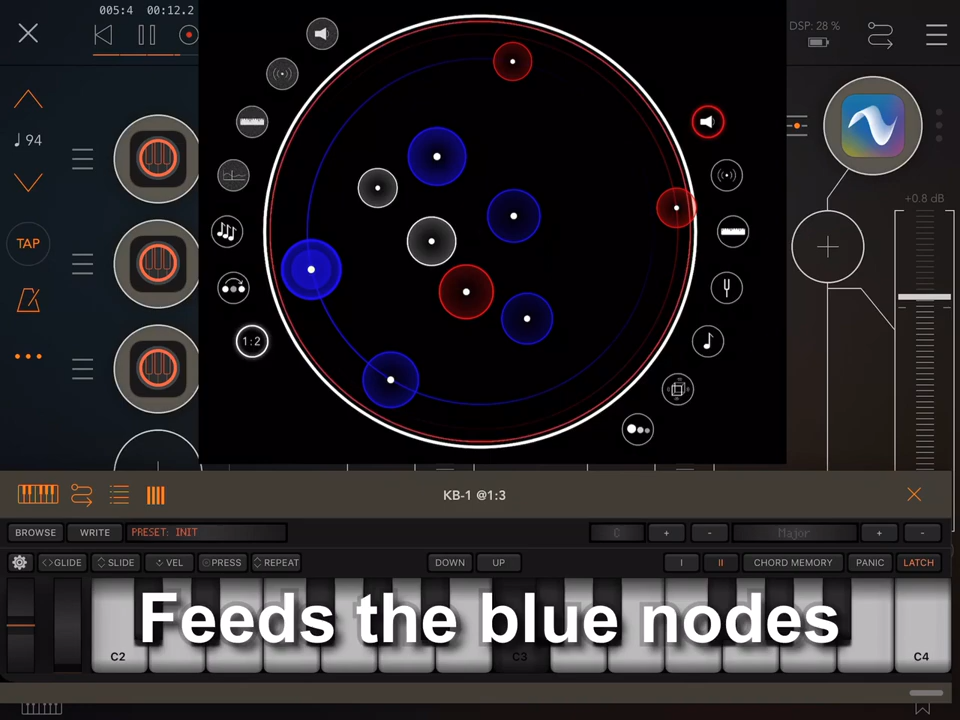 005:4 00:12.2
DSP: 28 %
♩ 94
TAP
+0.8 dB
1:2
KB-1 @1:3
BROWSE WRITE PRESET: INIT C + - Major + -
<>GLIDE SLIDE VEL PRESS REPEAT DOWN UP I II CHORD MEMORY PANIC LATCH
Feeds the blue nodes
C2 C3 C4